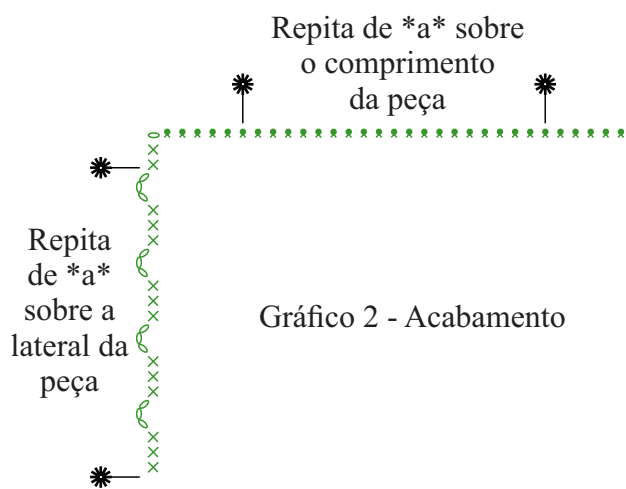 Repita de *a* sobre
o comprimento
da peça
Repita
de *a*
sobre a
lateral da
peça
Gráfico 2 - Acabamento